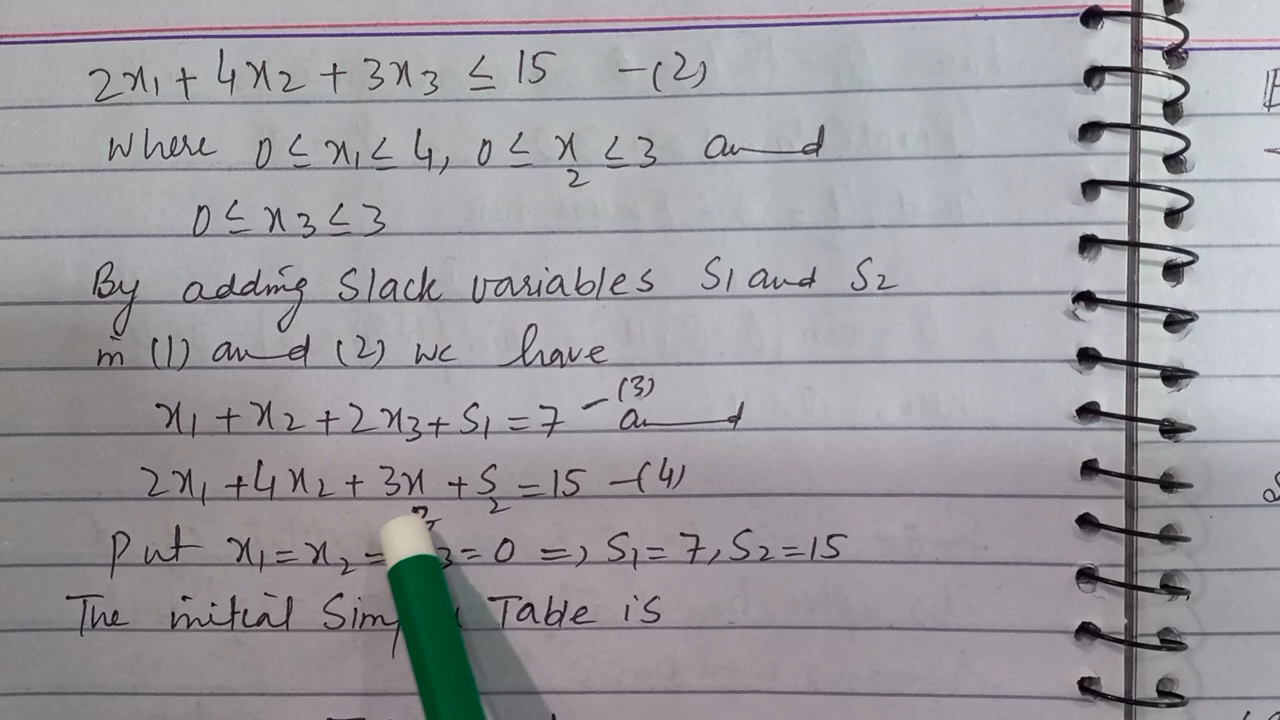 2x₁ + 4x₂ + 3x₃ ≤ 15 –(2)
Where 0 ≤ x₁ ≤ 4, 0 ≤ x₂ ≤ 3 and
0 ≤ x₃ ≤ 3
By adding Slack variables S₁ and S₂
in (1) and (2) we have
x₁ + x₂ + 2x₃ + S₁ = 7 –(3) and
2x₁ + 4x₂ + 3x + S₂ = 15 –(4)
Put x₁ = x₂ = 3 = 0 => S₁ = 7, S₂ = 15
The initial Table is